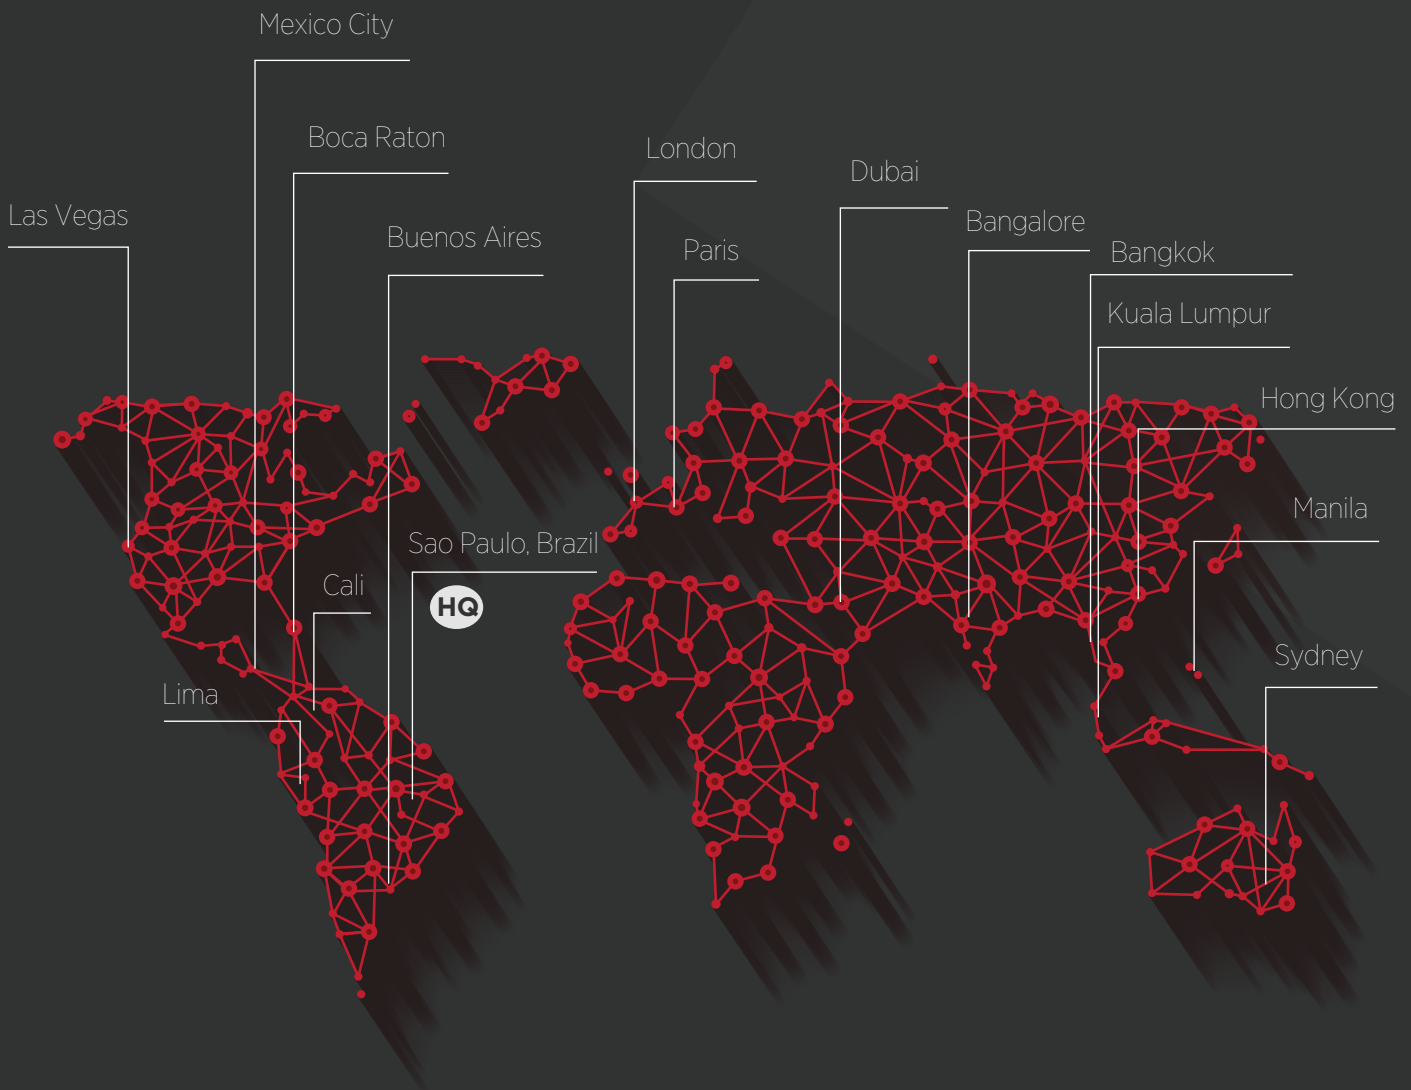 Mexico City
Boca Raton
London
Dubai
Las Vegas
Bangalore
Buenos Aires
Paris
Bangkok
Kuala Lumpur
Hong Kong
Manila
Sao Paulo, Brazil
HQ
Cali
Sydney
Lima